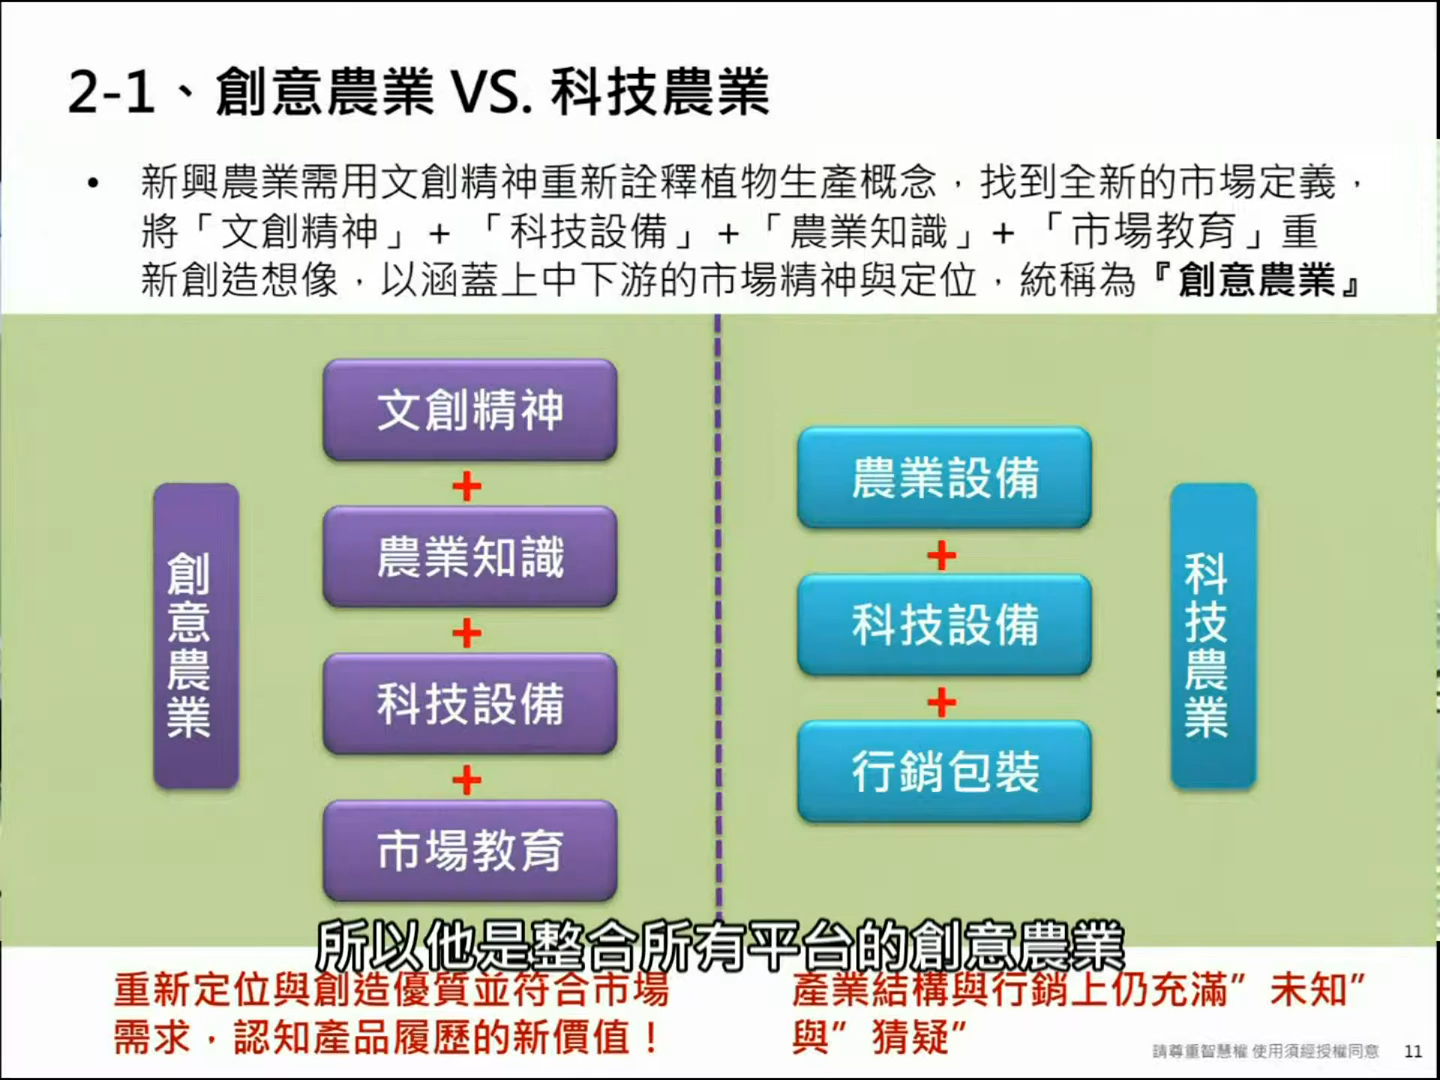 2-1、創意農業 VS. 科技農業
• 新興農業需用文創精神重新詮釋植物生產概念，找到全新的市場定義，
將「文創精神」+「科技設備」+「農業知識」+「市場教育」重
新創造想像，以涵蓋上中下游的市場精神與定位，統稱為『創意農業』
創意農業
文創精神
+
農業知識
+
科技設備
+
市場教育
農業設備
+
科技設備
+
行銷包裝
科技農業
所以他是整合所有平台的創意農業
重新定位與創造優質並符合市場
需求，認知產品履歷的新價值！
產業結構與行銷上仍充滿”未知”
與”猜疑”
請尊重智慧權 使用須經授權同意 11